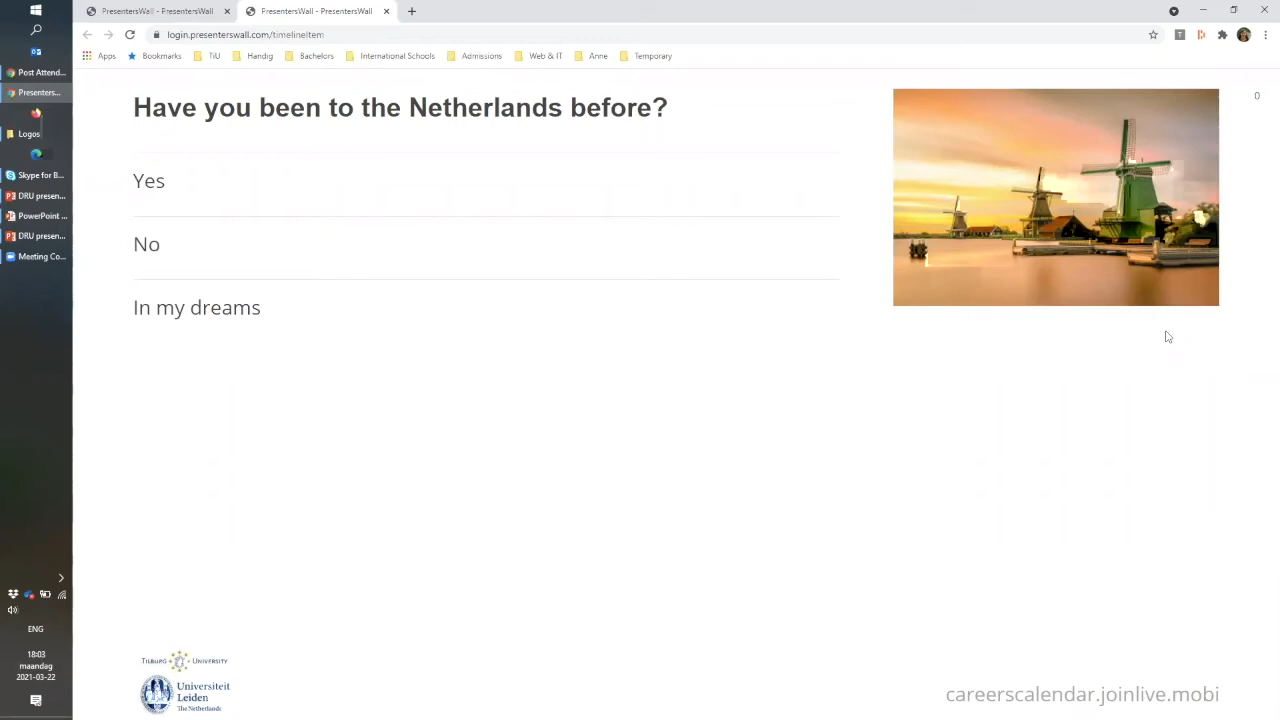 PresentersWall - PresentersWall
PresentersWall - PresentersWall
login.presenterswall.com/timelineItem
Apps
Bookmarks
TiU
Handig
Bachelors
International Schools
Admissions
Web & IT
Anne
Temporary
Post Attend...
Presenters...
Logos
Skype for B...
DRU presen...
PowerPoint ...
DRU presen...
Meeting Co...
ENG
18:03
maandag
2021-03-22
Have you been to the Netherlands before?
0
Yes
No
In my dreams
TILBURG UNIVERSITY
Universiteit
Leiden
The Netherlands
careerscalendar.joinlive.mobi